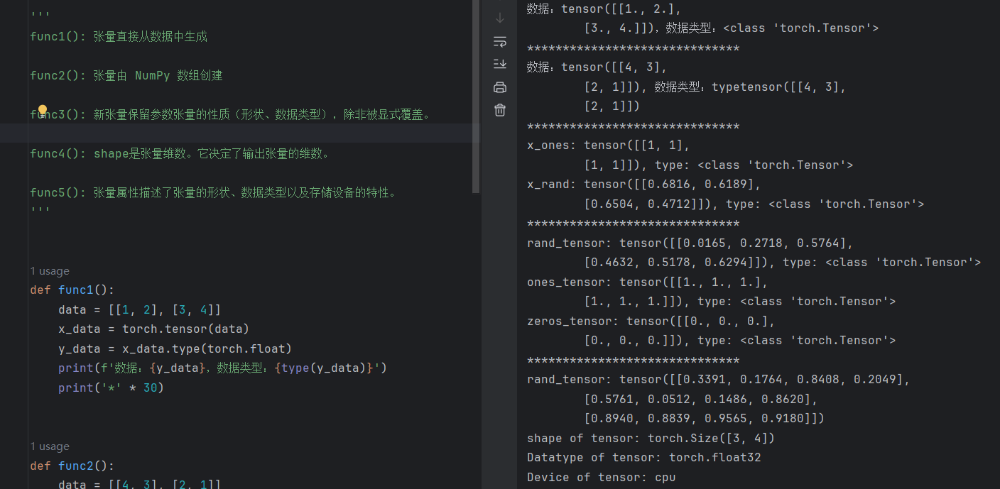 '''
func1(): 张量直接从数据中生成
func2(): 张量由 NumPy 数组创建
func3(): 新张量保留参数张量的性质（形状、数据类型），除非被显式覆盖。
func4(): shape是张量维数。它决定了输出张量的维数。
func5(): 张量属性描述了张量的形状、数据类型以及存储设备的特性。
'''
1 usage
def func1():
    data = [[1, 2], [3, 4]]
    x_data = torch.tensor(data)
    y_data = x_data.type(torch.float)
    print(f'数据：{y_data}，数据类型：{type(y_data)}')
    print('*' * 30)
1 usage
def func2():
    data = [[4, 3], [2, 1]]
数据：tensor([[1., 2.],
        [3., 4.]])，数据类型：<class 'torch.Tensor'>
******************************
数据：tensor([[4, 3],
        [2, 1]]), 数据类型：typetensor([[4, 3],
        [2, 1]])
******************************
x_ones: tensor([[1, 1],
        [1, 1]]), type: <class 'torch.Tensor'>
x_rand: tensor([[0.6816, 0.6189],
        [0.6504, 0.4712]]), type: <class 'torch.Tensor'>
******************************
rand_tensor: tensor([[0.0165, 0.2718, 0.5764],
        [0.4632, 0.5178, 0.6294]]), type: <class 'torch.Tensor'>
ones_tensor: tensor([[1., 1., 1.],
        [1., 1., 1.]]), type: <class 'torch.Tensor'>
zeros_tensor: tensor([[0., 0., 0.],
        [0., 0., 0.]]), type: <class 'torch.Tensor'>
******************************
rand_tensor: tensor([[0.3391, 0.1764, 0.8408, 0.2049],
        [0.5761, 0.0512, 0.1486, 0.8620],
        [0.8940, 0.8839, 0.9565, 0.9180]])
shape of tensor: torch.Size([3, 4])
Datatype of tensor: torch.float32
Device of tensor: cpu